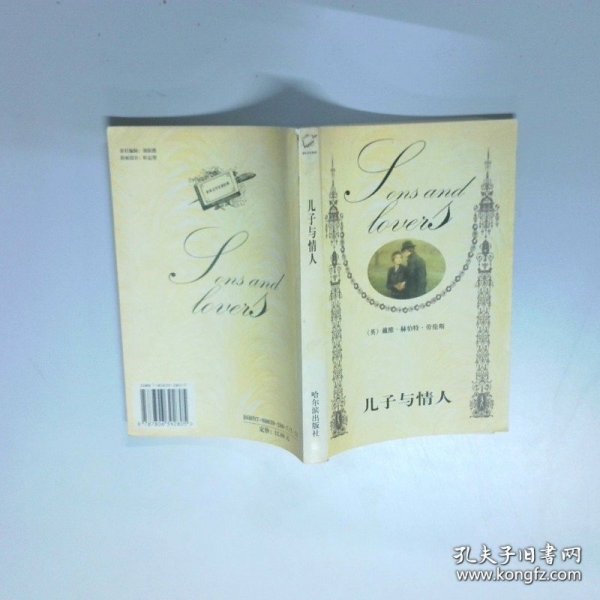 Sons and
lovers
(英) 戴维·赫伯特·劳伦斯
儿子与情人
儿子与情人
哈尔滨出版社
Sons and
lovers
孔夫子旧书网
www.kongfz.com